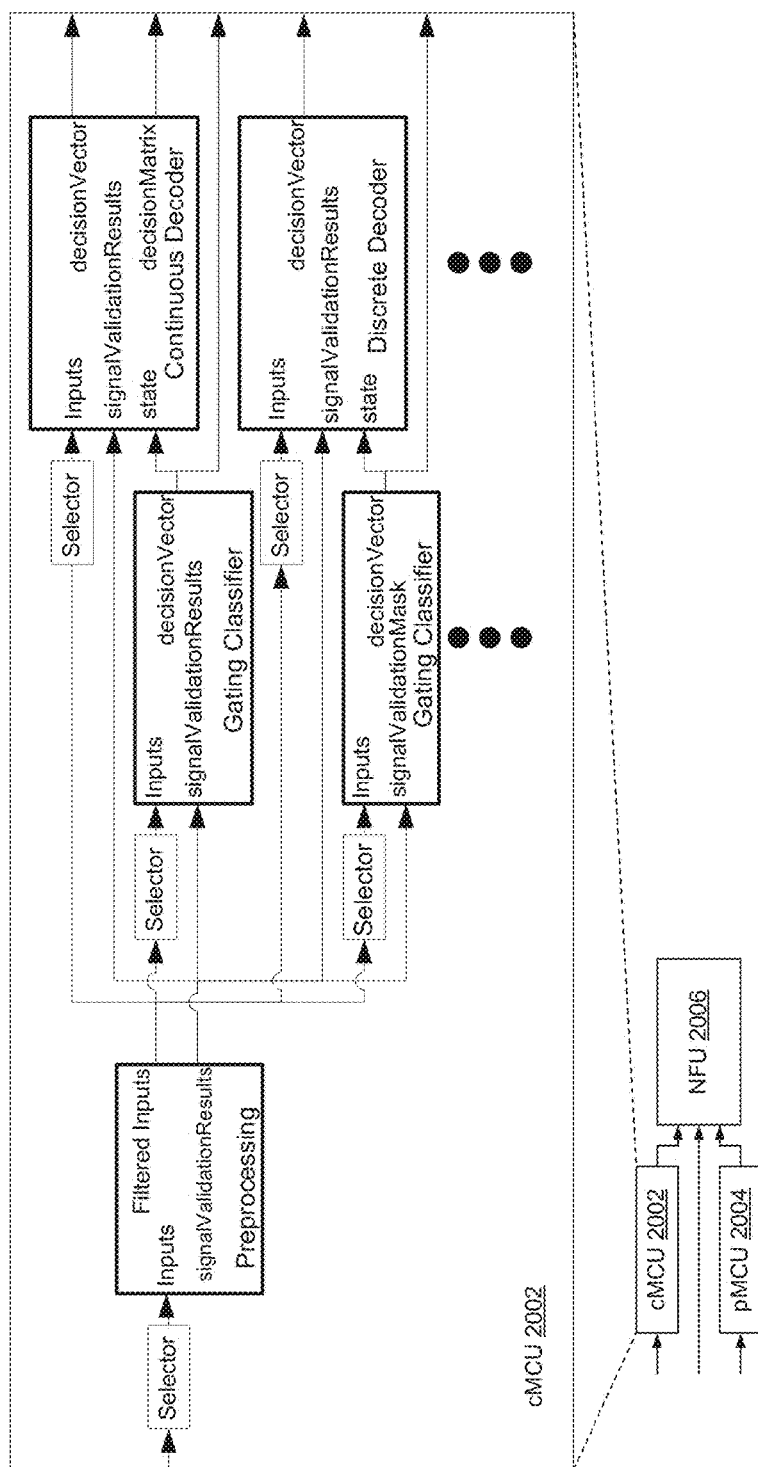 Selector
Filtered Inputs
Inputs
signalValidationResults
Preprocessing
Selector
Inputs
decisionVector
signalValidationResults
Gating Classifier
Selector
Inputs
decisionVector
signalValidationMask
Gating Classifier
Selector
Inputs
decisionVector
signalValidationResults
state
decisionMatrix
Continuous Decoder
Selector
Inputs
decisionVector
signalValidationResults
state
Discrete Decoder
cMCU 2002
cMCU 2002
pMCU 2004
NFU 2006